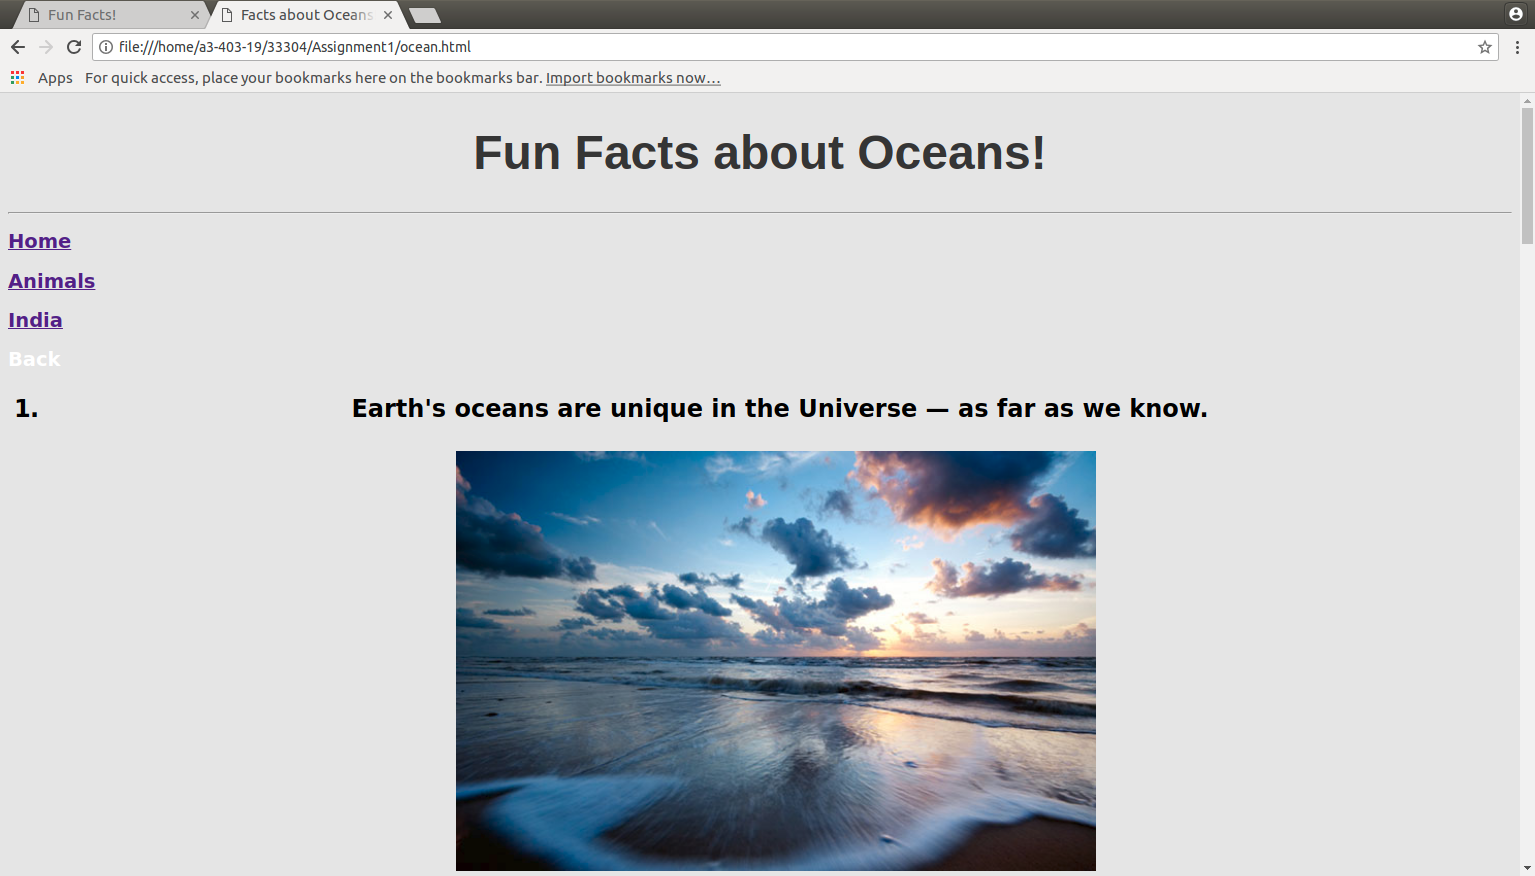 Fun Facts!
Facts about Oceans
file:///home/a3-403-19/33304/Assignment1/ocean.html
Apps For quick access, place your bookmarks here on the bookmarks bar. Import bookmarks now...
Fun Facts about Oceans!
Home
Animals
India
Back
1. Earth's oceans are unique in the Universe — as far as we know.